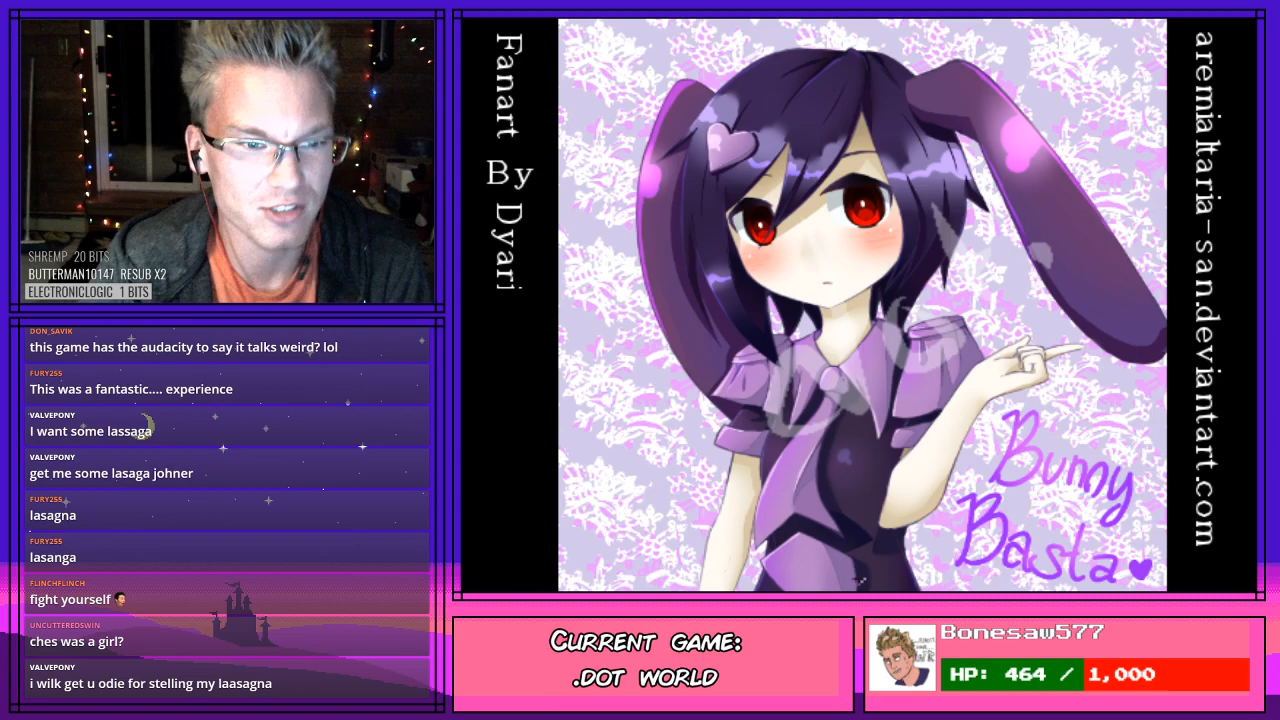 SHREMP 20 BITS
BUTTERMAN10147 RESUB X2
ELECTRONICLOGIC 1 BITS
DON_SAVIK
this game has the audacity to say it talks weird? lol
FURY255
This was a fantastic.... experience
VALVEPONY
I want some lassaga
VALVEPONY
get me some lasaga johner
FURY255
lasagna
FURY255
lasanga
FLINCHFLINCH
fight yourself
UNCUTTEREDSWIN
ches was a girl?
VALVEPONY
i wilk get u odie for stelling my lassagna
Fanart By Dyari
Bunny
Basta
aremialtaria-san.deviantart.com
Current game:
.dot world
Bonesaw577
HP: 464 / 1,000